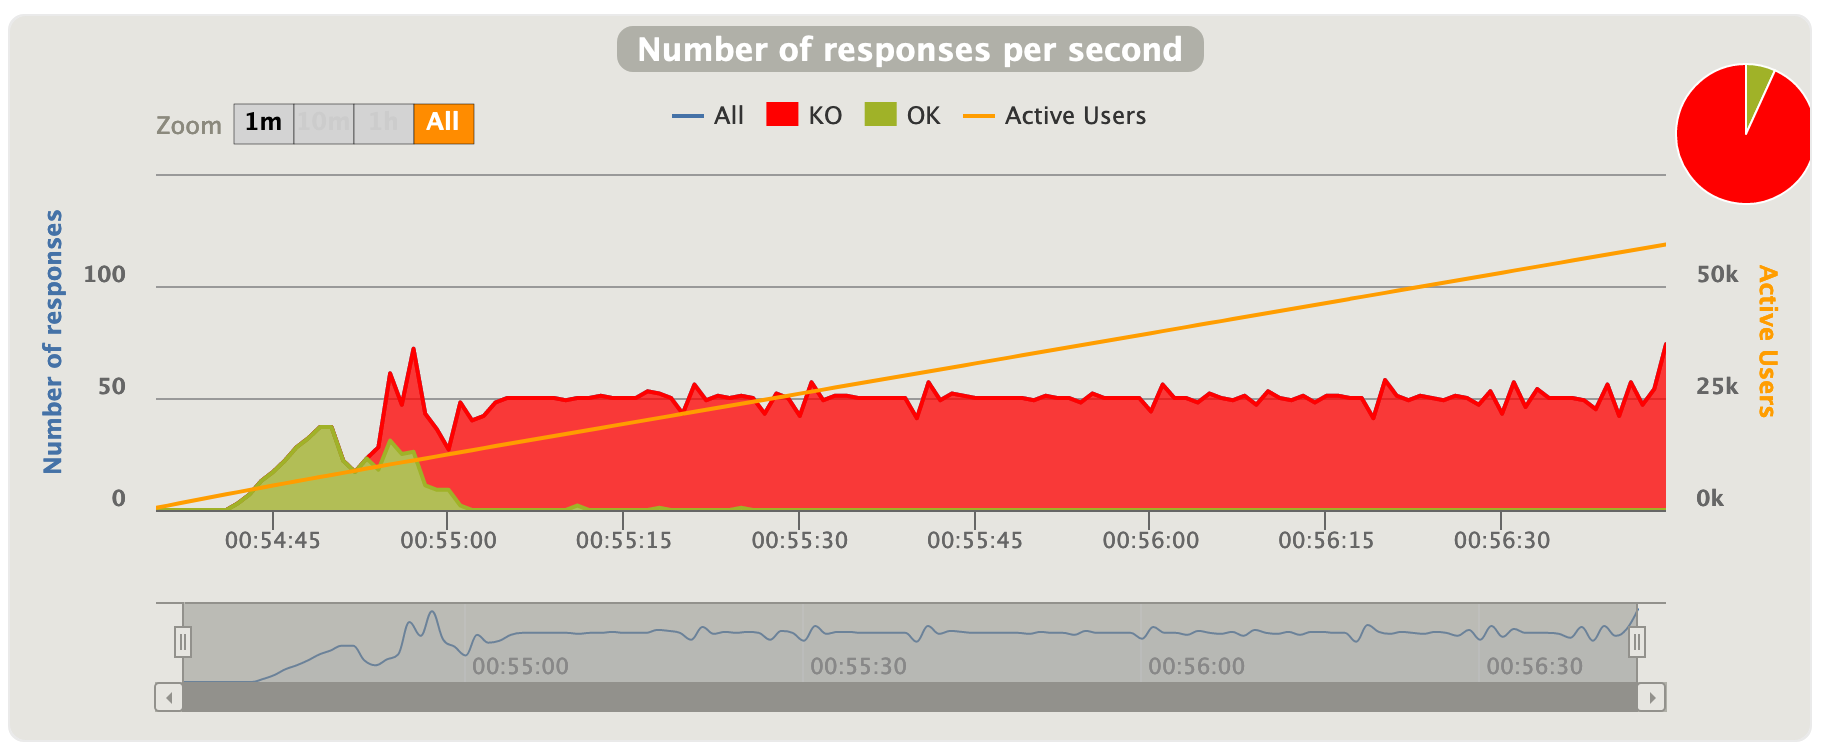 Number of responses per second
Zoom 1m 10m 1h All
All KO OK Active Users
Number of responses
100
50
0
50k
25k
0k
Active Users
00:54:45 00:55:00 00:55:15 00:55:30 00:55:45 00:56:00 00:56:15 00:56:30
00:55:00 00:55:30 00:56:00 00:56:30